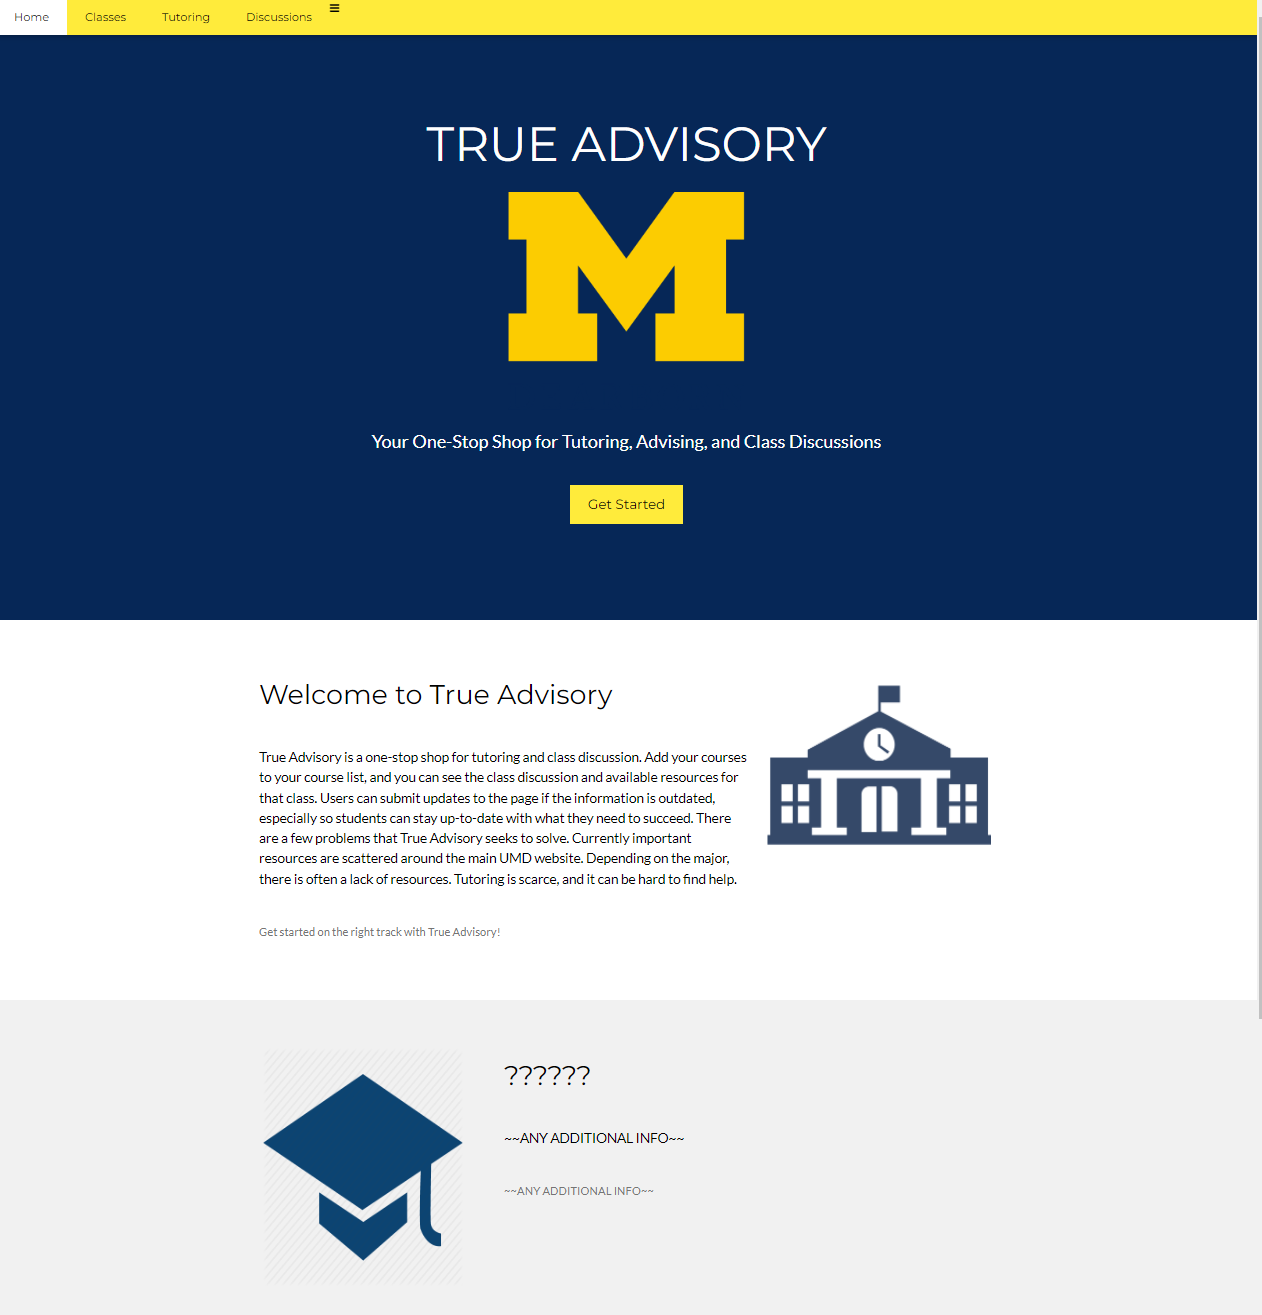 Home Classes Tutoring Discussions
TRUE ADVISORY
M
Your One-Stop Shop for Tutoring, Advising, and Class Discussions
Get Started
Welcome to True Advisory
True Advisory is a one-stop shop for tutoring and class discussion. Add your courses
to your course list, and you can see the class discussion and available resources for
that class. Users can submit updates to the page if the information is outdated,
especially so students can stay up-to-date with what they need to succeed. There
are a few problems that True Advisory seeks to solve. Currently important
resources are scattered around the main UMD website. Depending on the major,
there is often a lack of resources. Tutoring is scarce, and it can be hard to find help.
Get started on the right track with True Advisory!
??????
~~ANY ADDITIONAL INFO~~
~~ANY ADDITIONAL INFO~~